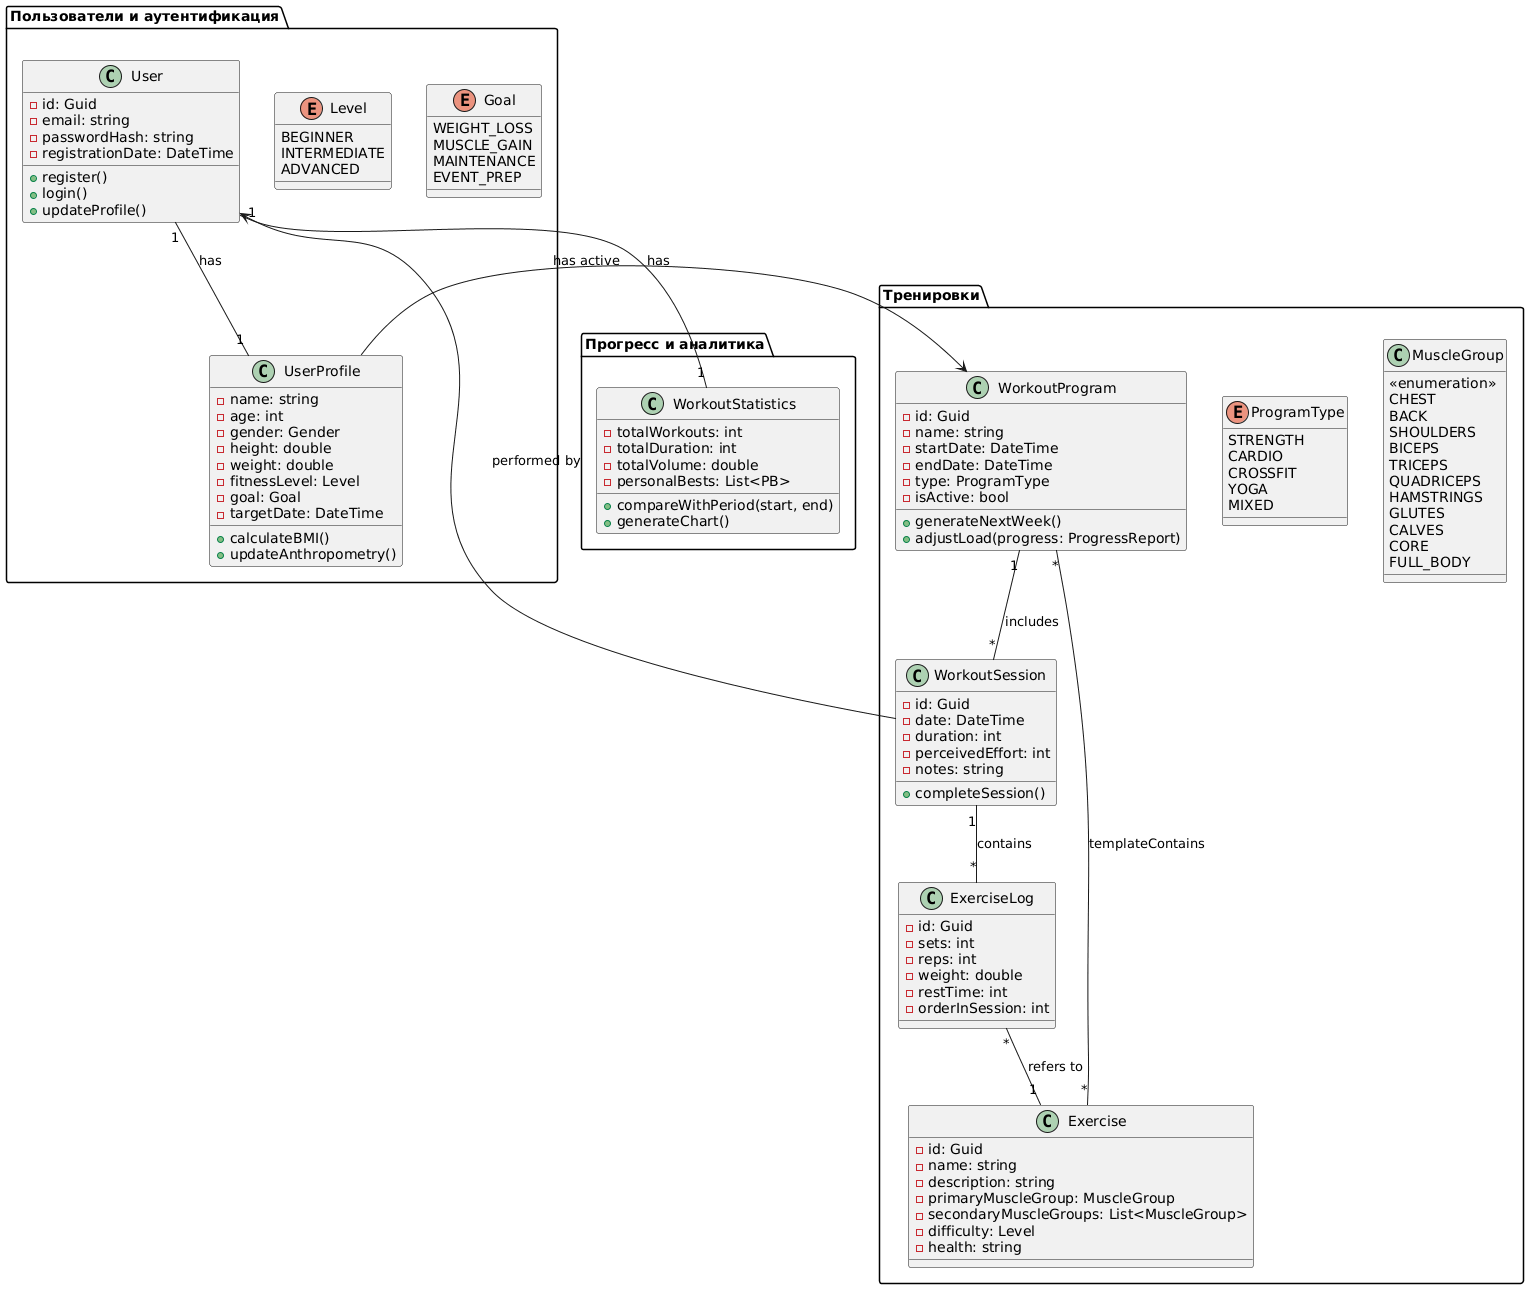 Пользователи и аутентификация
User
id: Guid
email: string
passwordHash: string
registrationDate: DateTime
register()
login()
updateProfile()
Level
BEGINNER
INTERMEDIATE
ADVANCED
Goal
WEIGHT_LOSS
MUSCLE_GAIN
MAINTENANCE
EVENT_PREP
1
1
has
has active
has
1
UserProfile
name: string
age: int
gender: Gender
height: double
weight: double
fitnessLevel: Level
goal: Goal
targetDate: DateTime
calculateBMI()
updateAnthropometry()
performed by
Прогресс и аналитика
1
WorkoutStatistics
totalWorkouts: int
totalDuration: int
totalVolume: double
personalBests: List<PB>
compareWithPeriod(start, end)
generateChart()
Тренировки
WorkoutProgram
id: Guid
name: string
startDate: DateTime
endDate: DateTime
type: ProgramType
isActive: bool
generateNextWeek()
adjustLoad(progress: ProgressReport)
ProgramType
STRENGTH
CARDIO
CROSSFIT
YOGA
MIXED
MuscleGroup
«enumeration»
CHEST
BACK
SHOULDERS
BICEPS
TRICEPS
QUADRICEPS
HAMSTRINGS
GLUTES
CALVES
CORE
FULL_BODY
1
*
includes
*
WorkoutSession
id: Guid
date: DateTime
duration: int
perceivedEffort: int
notes: string
completeSession()
1
contains
templateContains
*
ExerciseLog
id: Guid
sets: int
reps: int
weight: double
restTime: int
orderInSession: int
*
refers to
1
*
Exercise
id: Guid
name: string
description: string
primaryMuscleGroup: MuscleGroup
secondaryMuscleGroups: List<MuscleGroup>
difficulty: Level
health: string